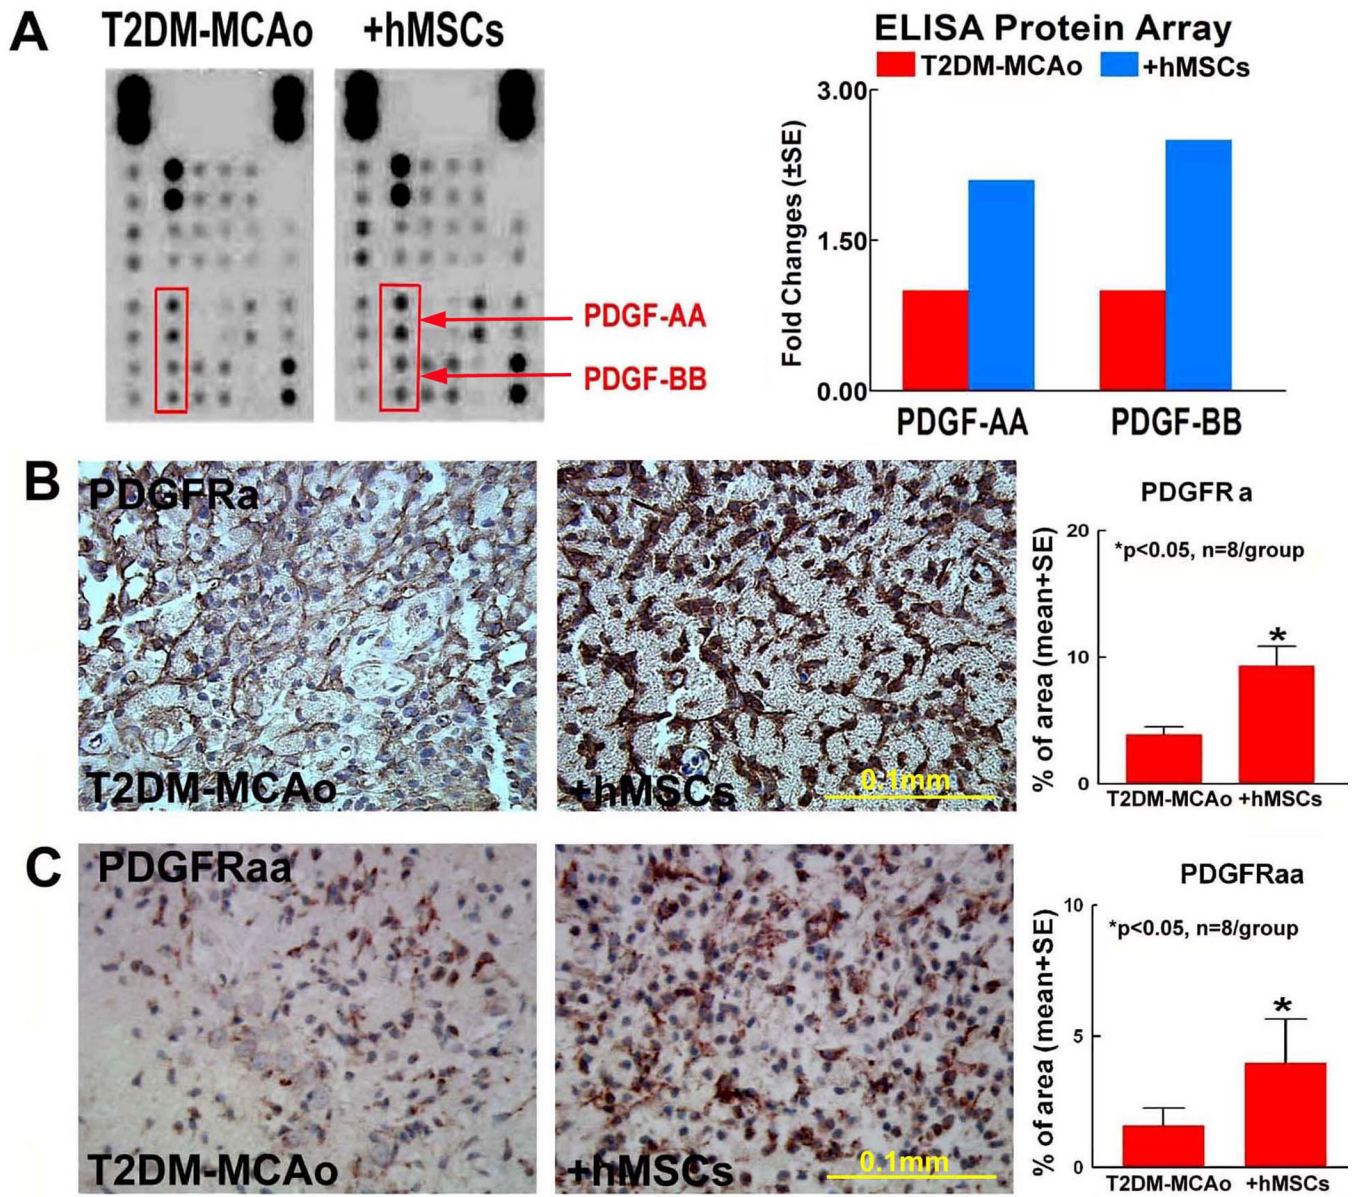 A
T2DM-MCAo
+hMSCs
PDGF-AA
PDGF-BB
ELISA Protein Array
T2DM-MCAo
+hMSCs
Fold Changes (±SE)
3.00
1.50
0.00
PDGF-AA
PDGF-BB
B
PDGFRa
T2DM-MCAo
+hMSCs
0.1mm
PDGFR a
*p<0.05, n=8/group
% of area (mean+SE)
20
10
0
*
T2DM-MCAo +hMSCs
C
PDGFRaa
T2DM-MCAo
+hMSCs
0.1mm
PDGFRaa
*p<0.05, n=8/group
% of area (mean+SE)
10
5
0
*
T2DM-MCAo +hMSCs